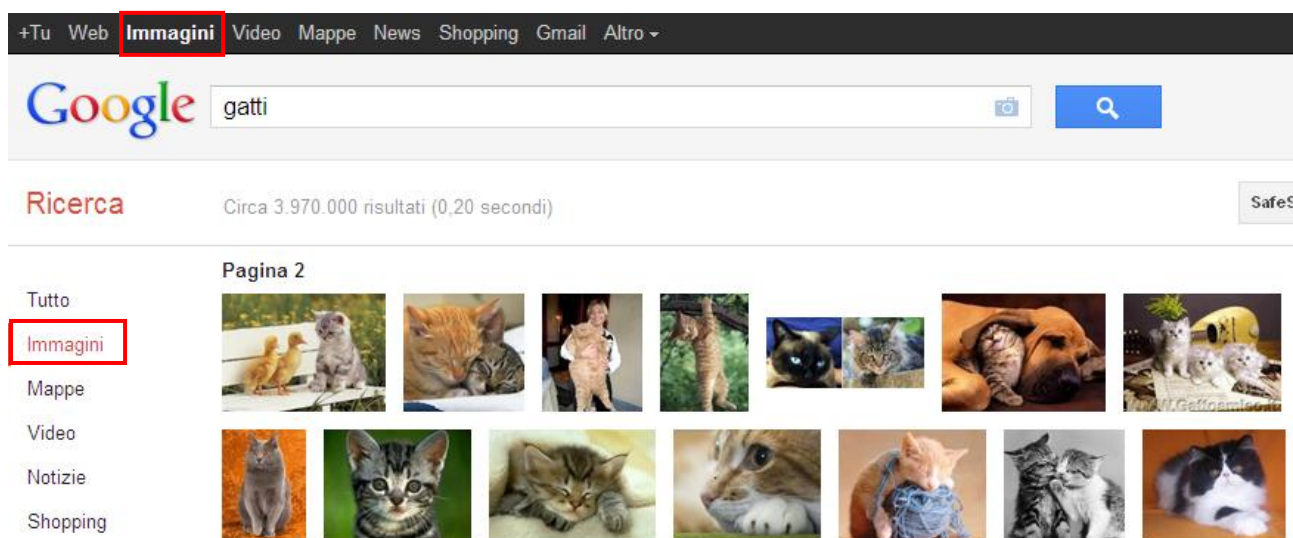 +Tu Web Immagini Video Mappe News Shopping Gmail Altro
Google gatti
Ricerca Circa 3.970.000 risultati (0,20 secondi)
Pagina 2
Tutto
Immagini
Mappe
Video
Notizie
Shopping